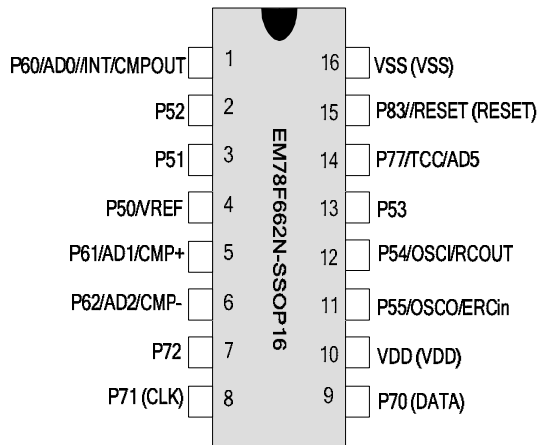 P60/AD0//INT/CMPOUT 1 16 VSS (VSS)
P52 2 15 P83//RESET (RESET)
P51 3 14 P77/TCC/AD5
P50/VREF 4 13 P53
P61/AD1/CMP+ 5 12 P54/OSCI/RCOUT
P62/AD2/CMP- 6 11 P55/OSCO/ERCin
P72 7 10 VDD (VDD)
P71 (CLK) 8 9 P70 (DATA)
EM78F662N-SSOP16